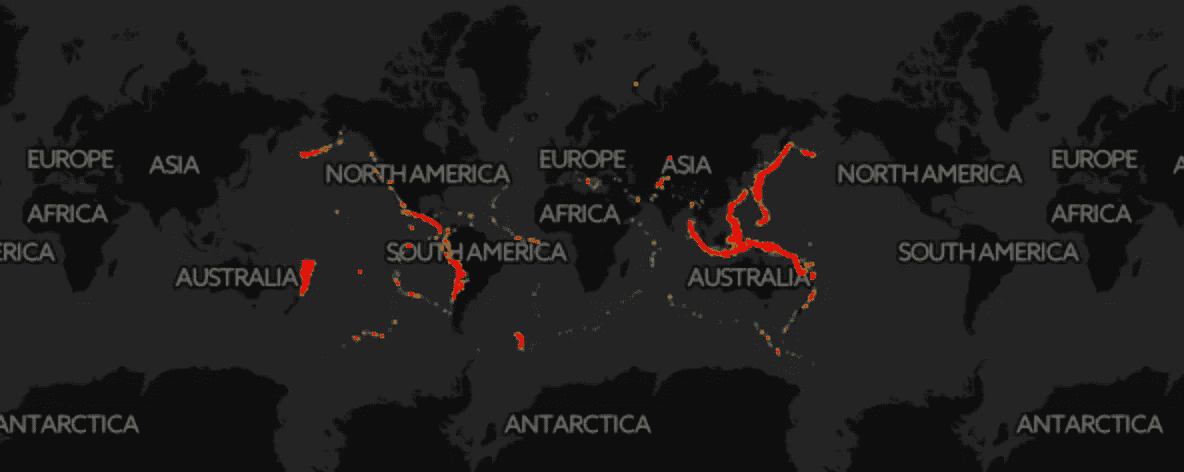 EUROPE
ASIA
NORTH AMERICA
EUROPE
ASIA
NORTH AMERICA
EUROPE
A
AFRICA
AFRICA
AFRICA
ERICA
SOUTH AMERICA
SOUTH AMERICA
AUSTRALIA
AUSTRALIA
ANTARCTICA
ANTARCTICA
ANTARCTICA